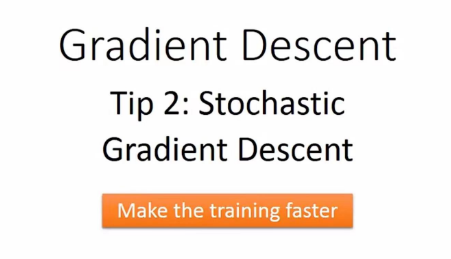 Gradient Descent
Tip 2: Stochastic
Gradient Descent
Make the training faster